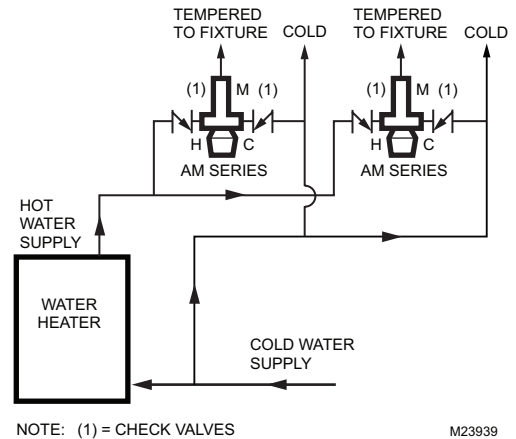 TEMPERED
TO FIXTURE
COLD
TEMPERED
TO FIXTURE
COLD
(1)
M
(1)
H
C
AM SERIES
(1)
M
(1)
H
C
AM SERIES
HOT
WATER
SUPPLY
WATER
HEATER
COLD WATER
SUPPLY
NOTE: (1) = CHECK VALVES
M23939